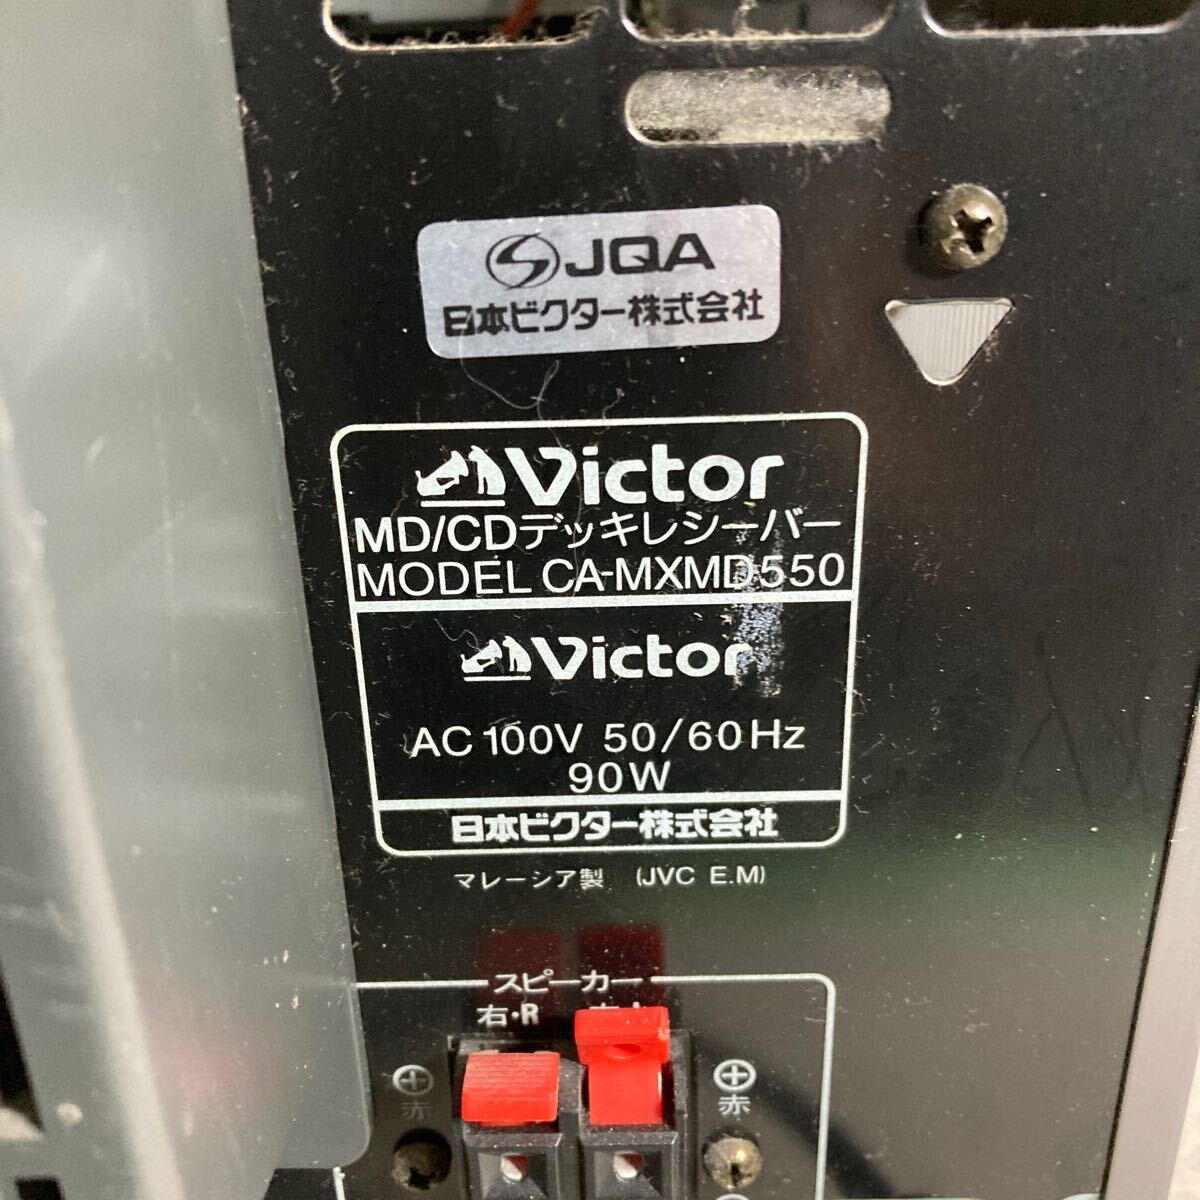 JQA
日本ビクター株式会社
Victor
MD/CDデッキレシーバー
MODEL CA-MXMD550
Victor
AC 100V 50/60Hz
90W
日本ビクター株式会社
マレーシア製 (JVC E.M)
スピーカー
右・R
赤 赤